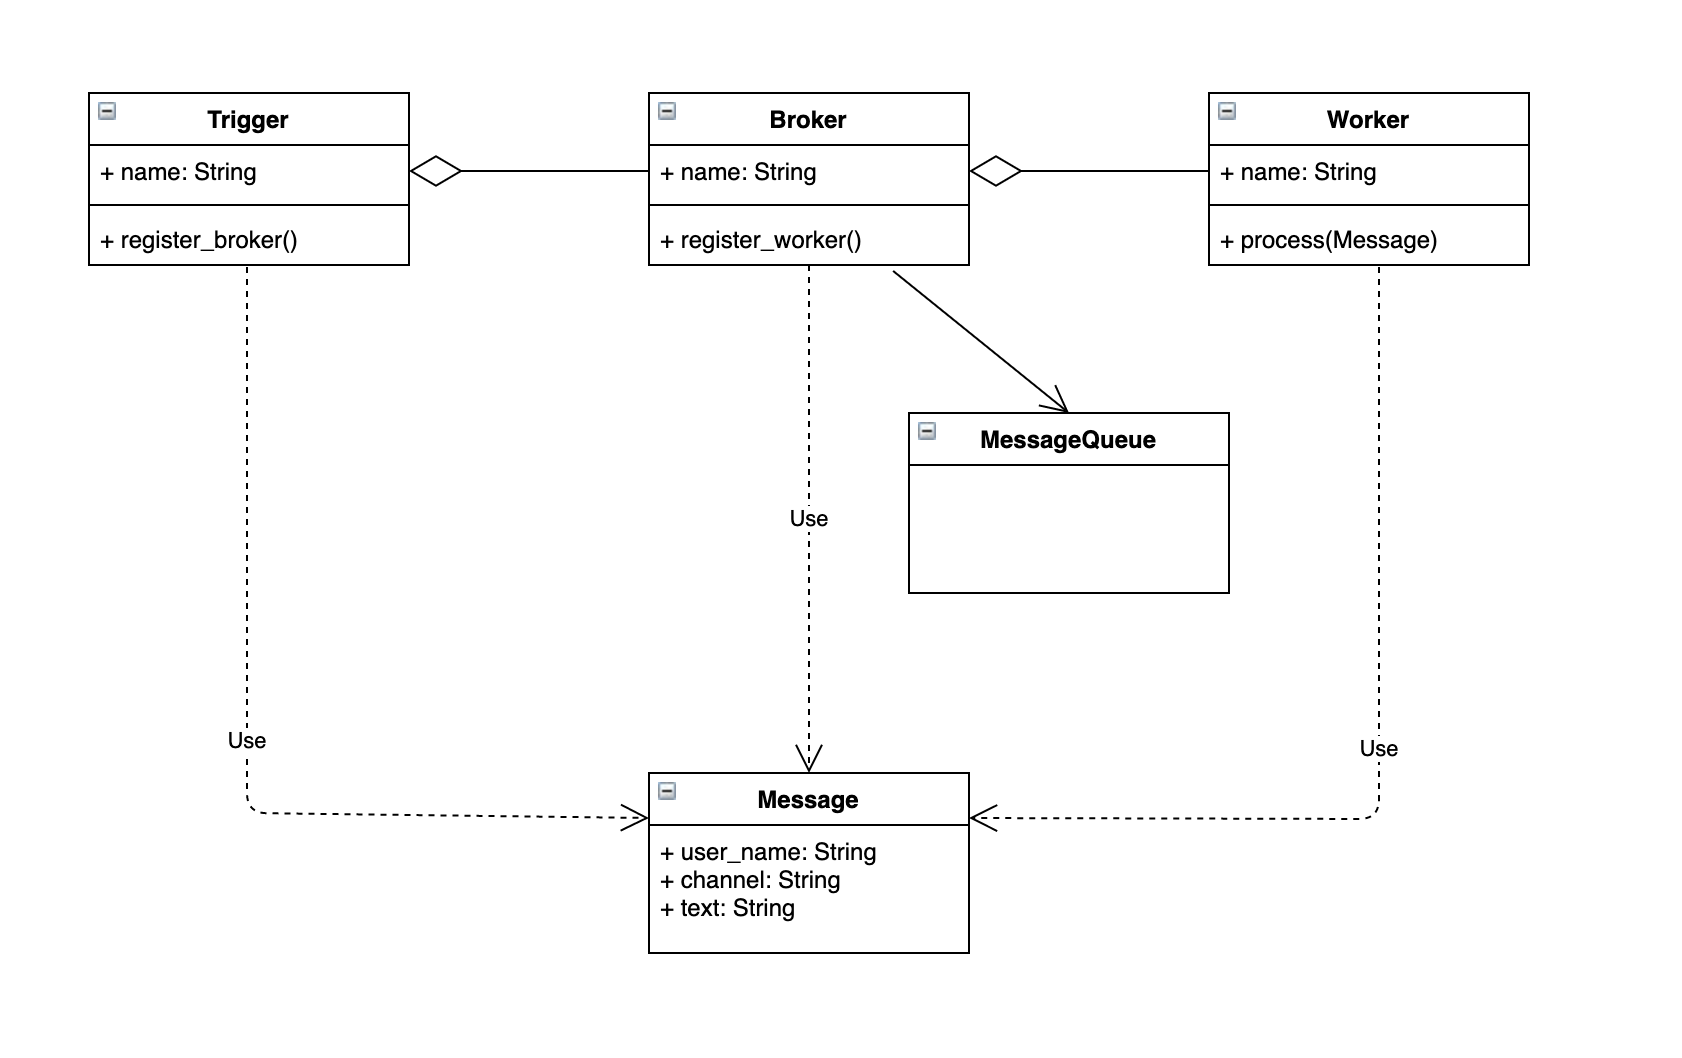 Trigger
+ name: String
+ register_broker()
Broker
+ name: String
+ register_worker()
Worker
+ name: String
+ process(Message)
MessageQueue
Use
Use
Use
Message
+ user_name: String
+ channel: String
+ text: String